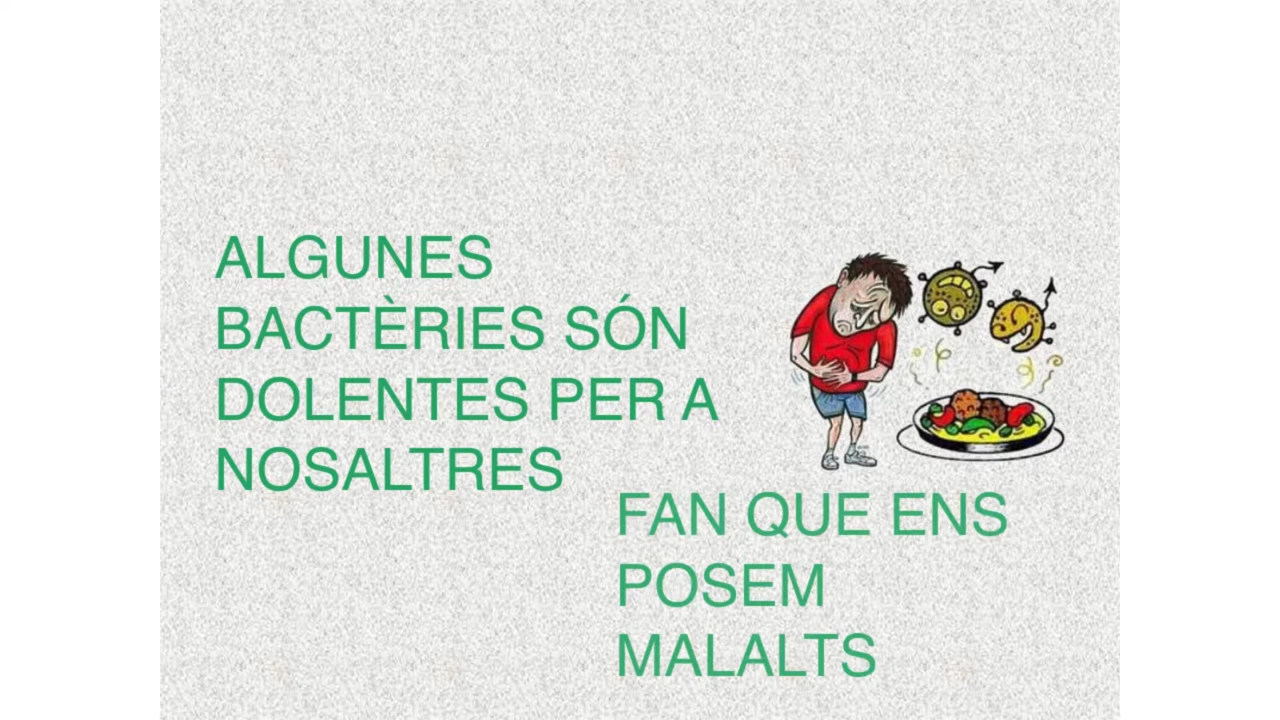 ALGUNES
BACTÈRIES SÓN
DOLENTES PER A
NOSALTRES
FAN QUE ENS
POSEM
MALALTS